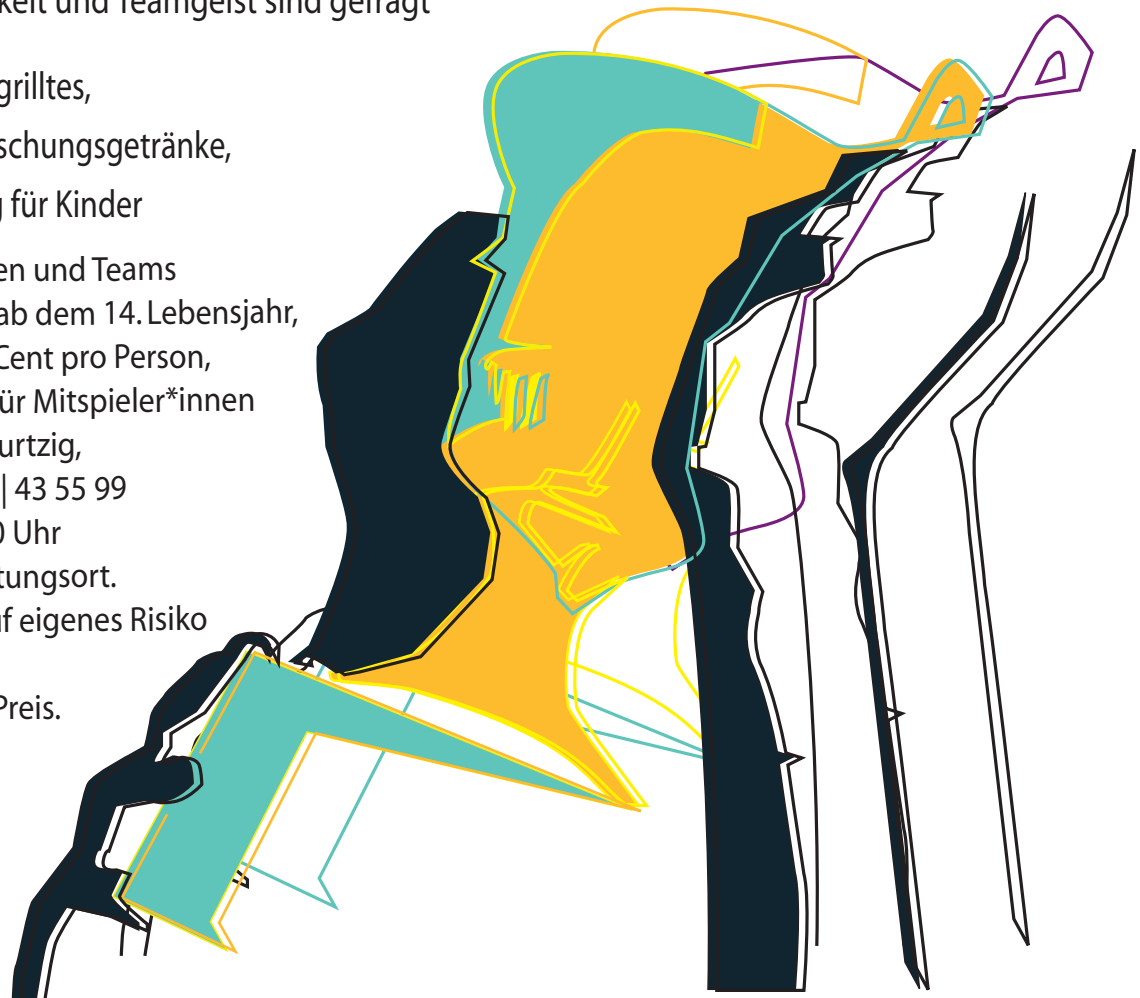 keit und Teamgeist sind gefragt
grilltes,
schungsgetränke,
g für Kinder
en und Teams
ab dem 14. Lebensjahr,
Cent pro Person,
ür Mitspieler*innen
urtzig,
| 43 55 99
0 Uhr
tungsort.
uf eigenes Risiko
Preis.